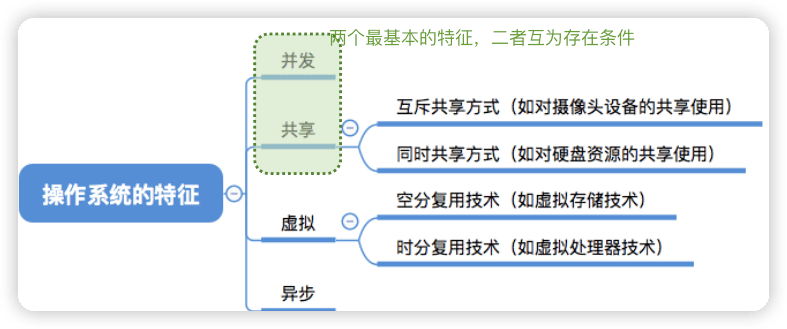 两个最基本的特征，二者互为存在条件
并发
共享
互斥共享方式（如对摄像头设备的共享使用）
同时共享方式（如对硬盘资源的共享使用）
操作系统的特征
虚拟
空分复用技术（如虚拟存储技术）
时分复用技术（如虚拟处理器技术）
异步